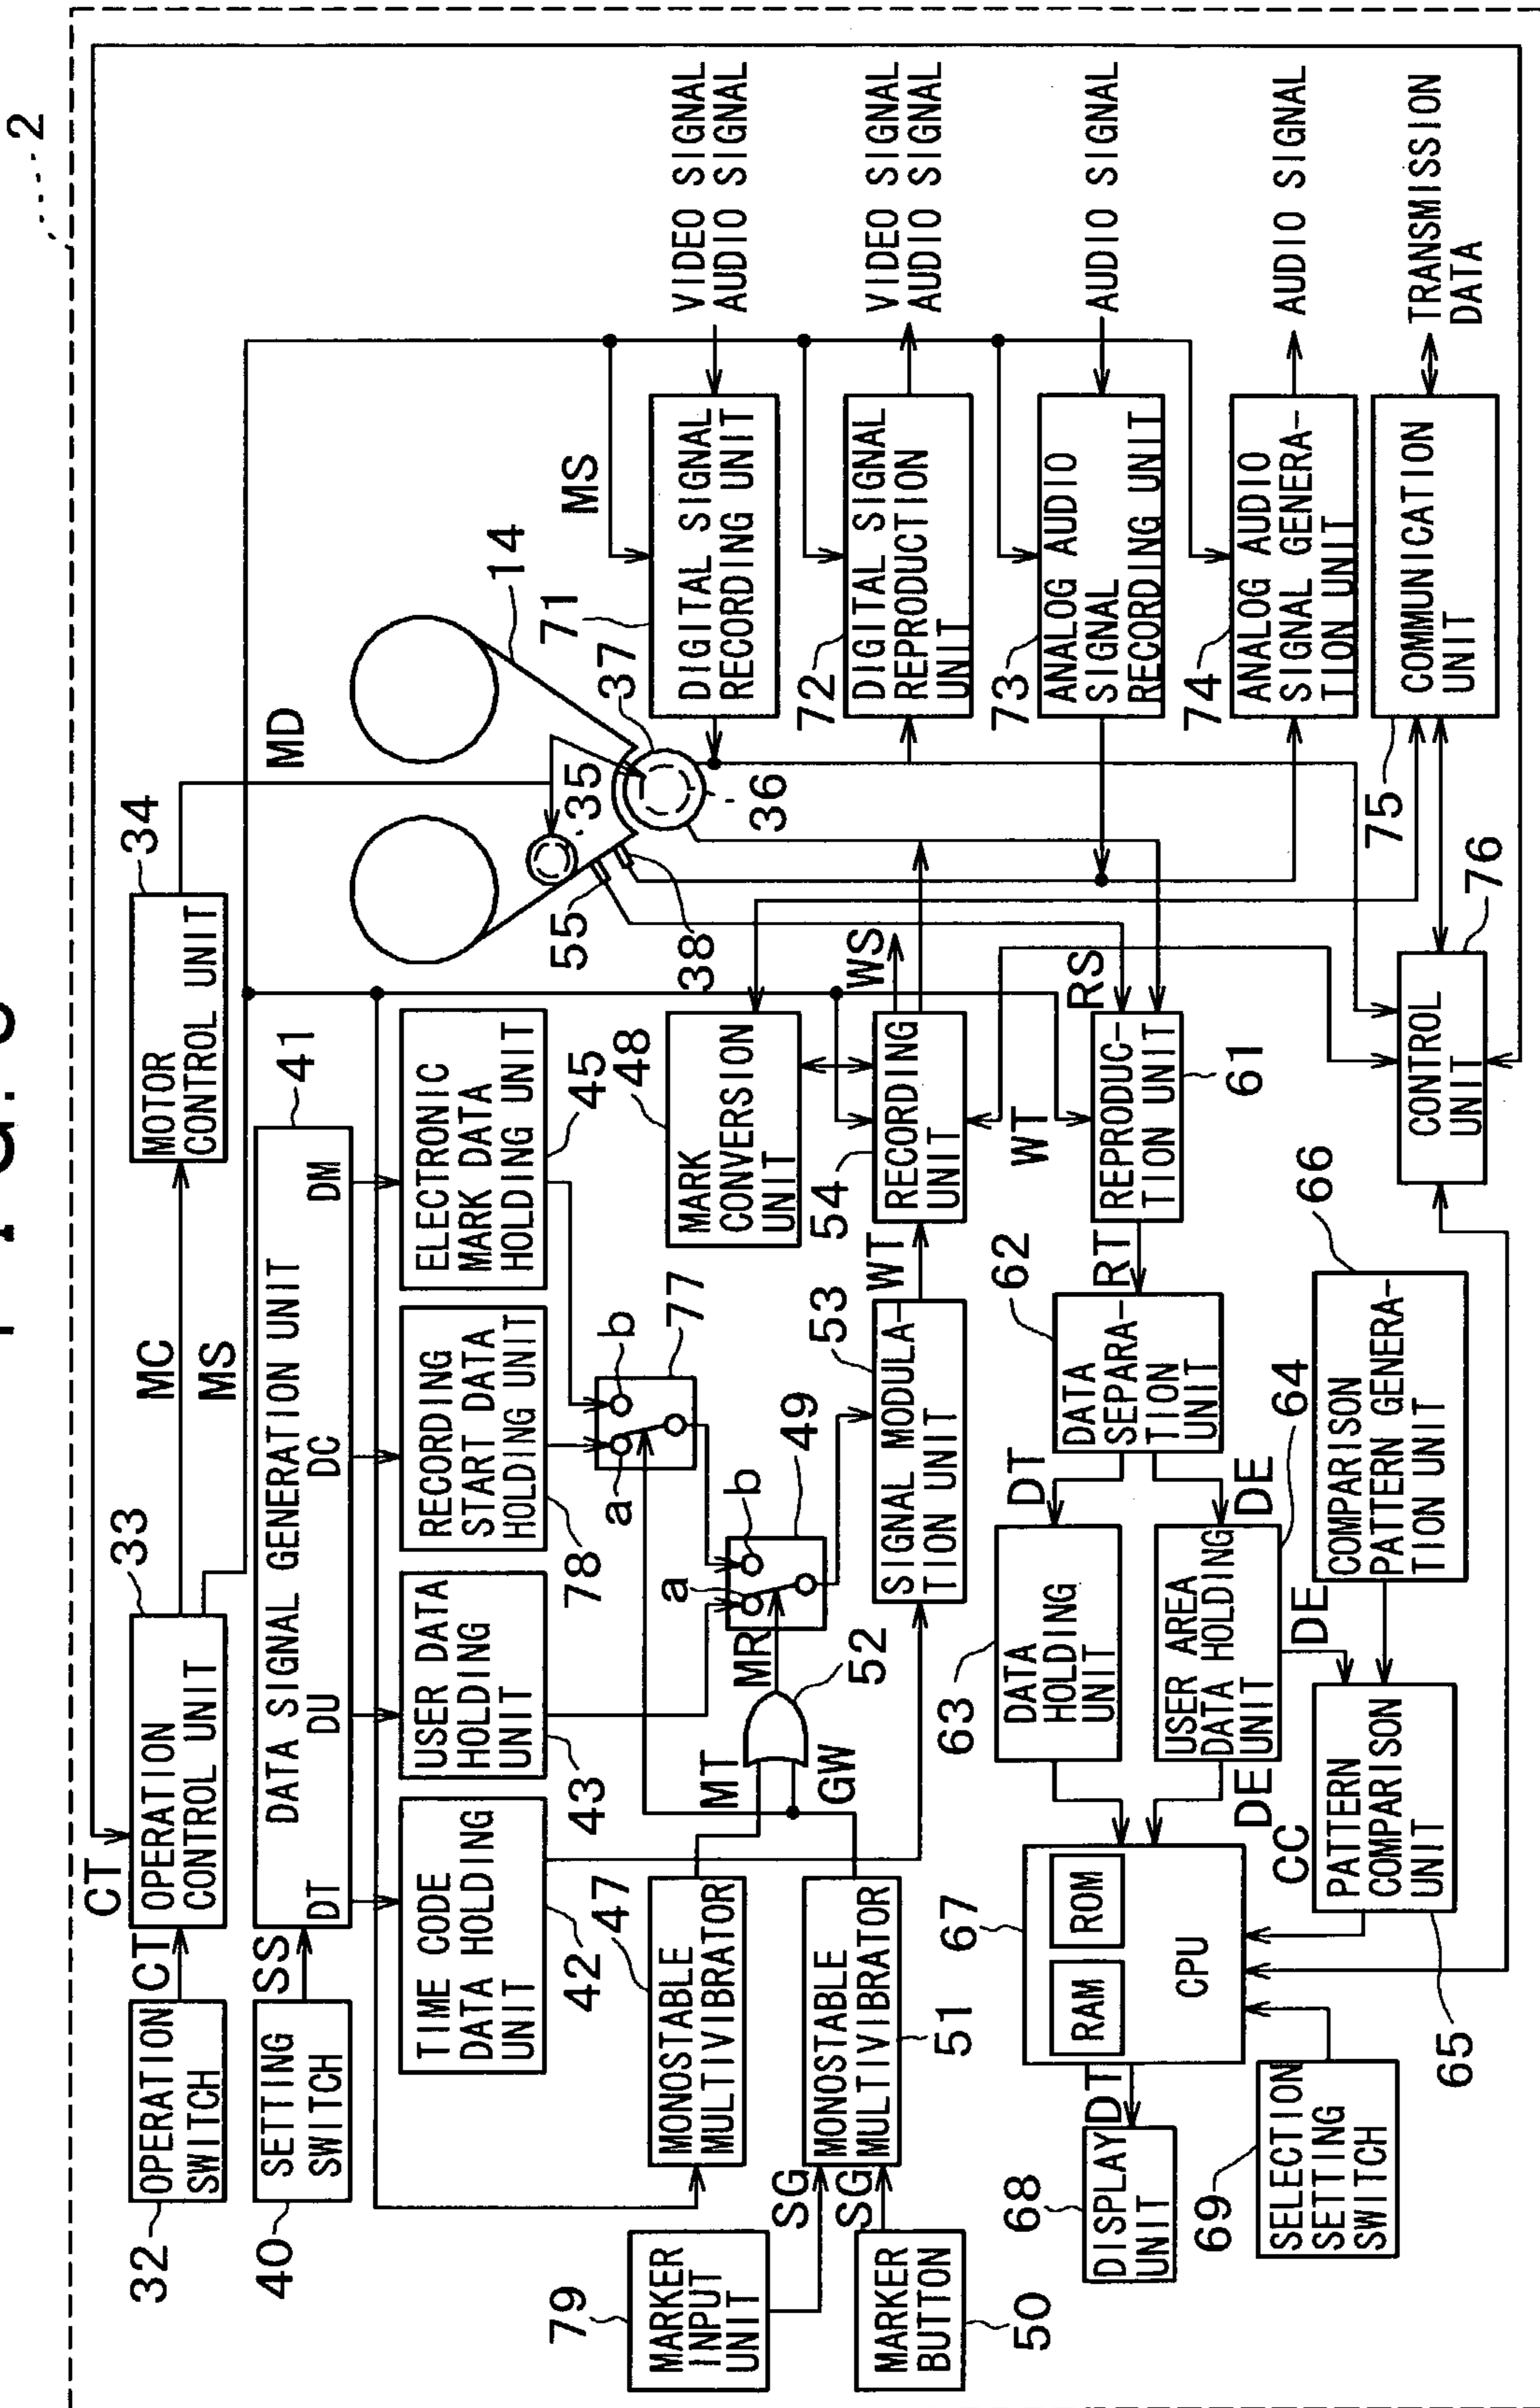 2
32
OPERATION
SWITCH
CT
CT
OPERATION
CONTROL UNIT
33
MC
MS
MOTOR
CONTROL UNIT
34
MD
40
SETTING
SWITCH
SS
DATA SIGNAL GENERATION UNIT
41
DT
DU
DC
DM
TIME CODE
DATA HOLDING
UNIT
42
USER DATA
HOLDING
UNIT
43
RECORDING
START DATA
HOLDING UNIT
78
ELECTRONIC
MARK DATA
HOLDING UNIT
45
14
35
37
36
55
38
47
MONOSTABLE
MULTIVIBRATOR
MT
a
b
77
MARK
CONVERSION
UNIT
48
79
MARKER
INPUT
UNIT
SG
MONOSTABLE
MULTIVIBRATOR
51
GW
MR
52
a
b
49
SG
MARKER
BUTTON
50
SIGNAL MODULA-
TION UNIT
53
WT
RECORDING
UNIT
54
WS
WT
RS
REPRODUC-
TION UNIT
61
RT
DATA
SEPARA-
TION
UNIT
62
DT
DE
DATA
HOLDING
UNIT
63
USER AREA
DATA HOLDING
UNIT
64
DE
DE
67
RAM
ROM
CPU
68
DISPLAY
UNIT
DT
69
SELECTION
SETTING
SWITCH
CC
PATTERN
COMPARISON
UNIT
65
COMPARISON
PATTERN GENERA-
TION UNIT
66
CONTROL
UNIT
76
MS
71
DIGITAL SIGNAL
RECORDING UNIT
VIDEO SIGNAL
AUDIO SIGNAL
72
DIGITAL SIGNAL
REPRODUCTION
UNIT
VIDEO SIGNAL
AUDIO SIGNAL
73
ANALOG AUDIO
SIGNAL
RECORDING UNIT
AUDIO SIGNAL
74
ANALOG AUDIO
SIGNAL GENERA-
TION UNIT
AUDIO SIGNAL
75
COMMUNICATION
UNIT
TRANSMISSION
DATA